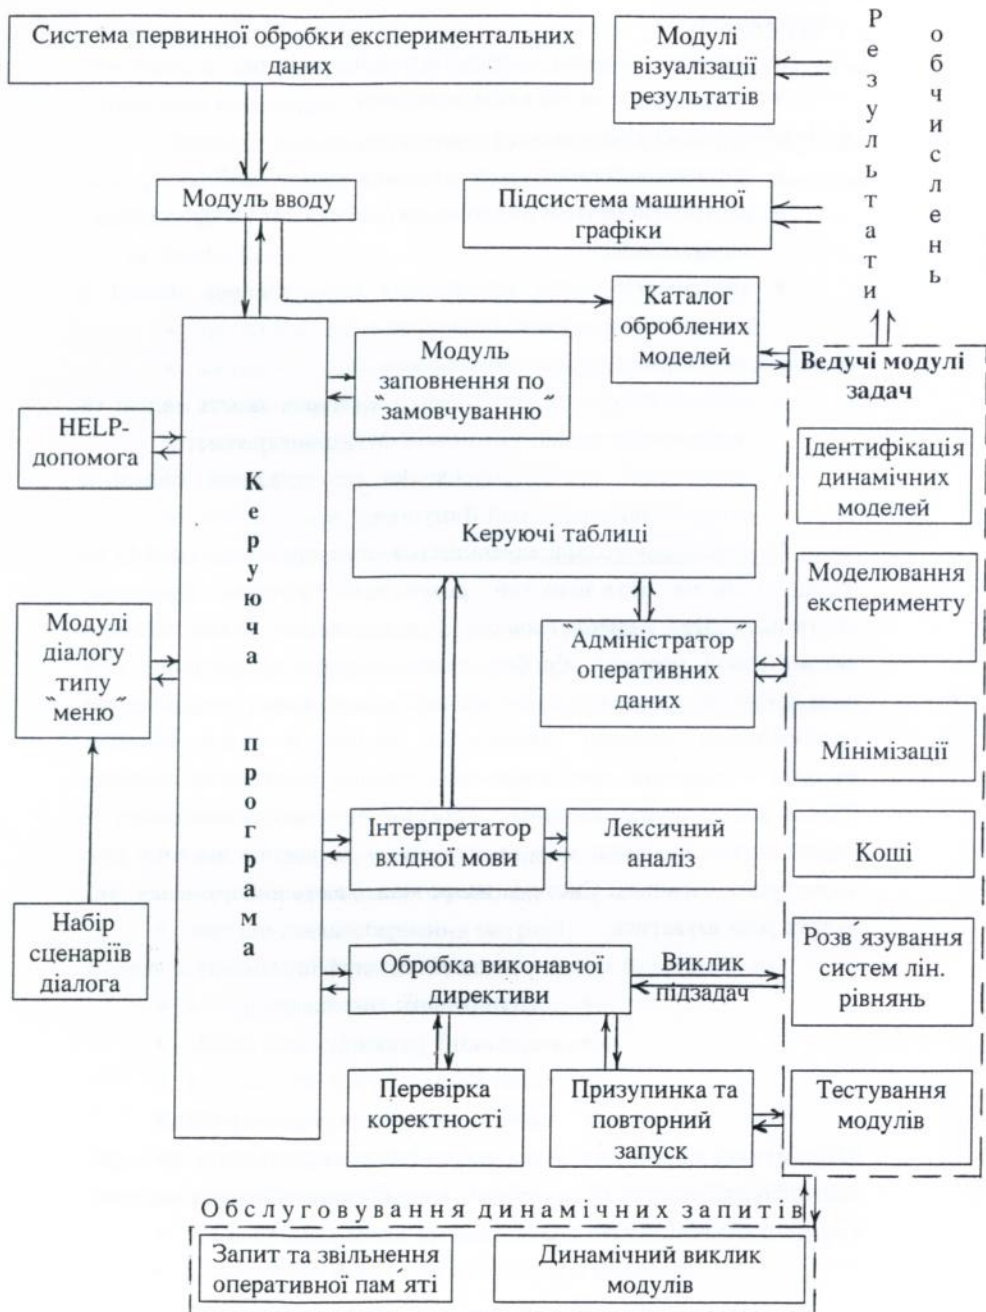 Система первинної обробки експериментальних
даних
Модулі
візуалізації
результатів
Результати
обчислень
Модуль вводу
Підсистема машинної
графіки
Каталог
оброблених
моделей
Модуль
заповнення по
"замовчуванню"
Ведучі модулі
задач
HELP-
допомога
Керуюча програма
Ідентифікація
динамічних
моделей
Керуючі таблиці
Моделювання
експерименту
Модулі
діалогу
типу
"меню"
"Адміністратор"
оперативних
даних
Мінімізації
Інтерпретатор
вхідної мови
Лексичний
аналіз
Коші
Набір
сценаріїв
діалога
Обробка виконавчої
директиви
Виклик
підзадач
Розв´язування
систем лін.
рівнянь
Перевірка
коректності
Призупинка та
повторний
запуск
Тестування
модулів
Обслуговування динамічних запитів
Запит та звільнення
оперативної пам´яті
Динамічний виклик
модулів